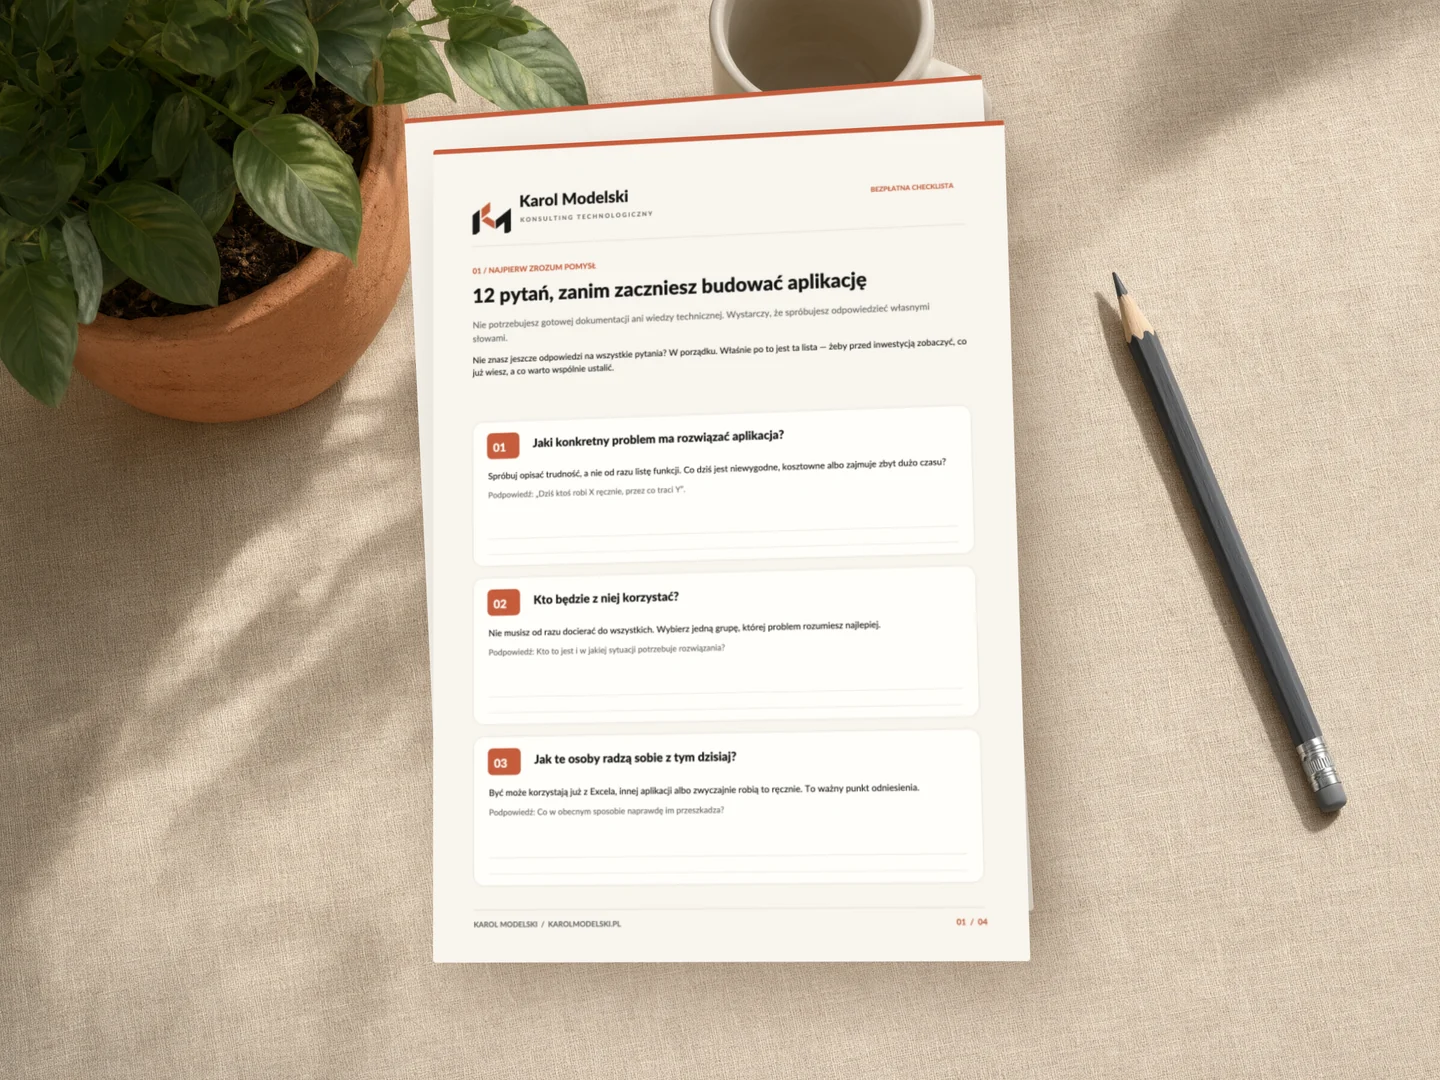 Karol Modelski
KONSULTING TECHNOLOGICZNY
BEZPŁATNA CHECKLISTA
01 / NAJPIERW ZROZUM POMYSŁ
12 pytań, zanim zaczniesz budować aplikację
Nie potrzebujesz gotowej dokumentacji ani wiedzy technicznej. Wystarczy, że spróbujesz odpowiedzieć własnymi
słowami.
Nie znasz jeszcze odpowiedzi na wszystkie pytania? W porządku. Właśnie po to jest ta lista — żeby przed inwestycją zobaczyć, co
już wiesz, a co warto wspólnie ustalić.
01
Jaki konkretny problem ma rozwiązać aplikacja?
Spróbuj opisać trudność, a nie od razu listę funkcji. Co dziś jest niewygodne, kosztowne albo zajmuje zbyt dużo czasu?
Podpowiedź: „Dziś ktoś robi X ręcznie, przez co traci Y”.
02
Kto będzie z niej korzystać?
Nie musisz od razu docierać do wszystkich. Wybierz jedną grupę, której problem rozumiesz najlepiej.
Podpowiedź: Kto to jest i w jakiej sytuacji potrzebuje rozwiązania?
03
Jak te osoby radzą sobie z tym dzisiaj?
Być może korzystają już z Excela, innej aplikacji albo zwyczajnie robią to ręcznie. To ważny punkt odniesienia.
Podpowiedź: Co w obecnym sposobie naprawdę im przeszkadza?
KAROL MODELSKI / KAROLMODELSKI.PL
01 / 04